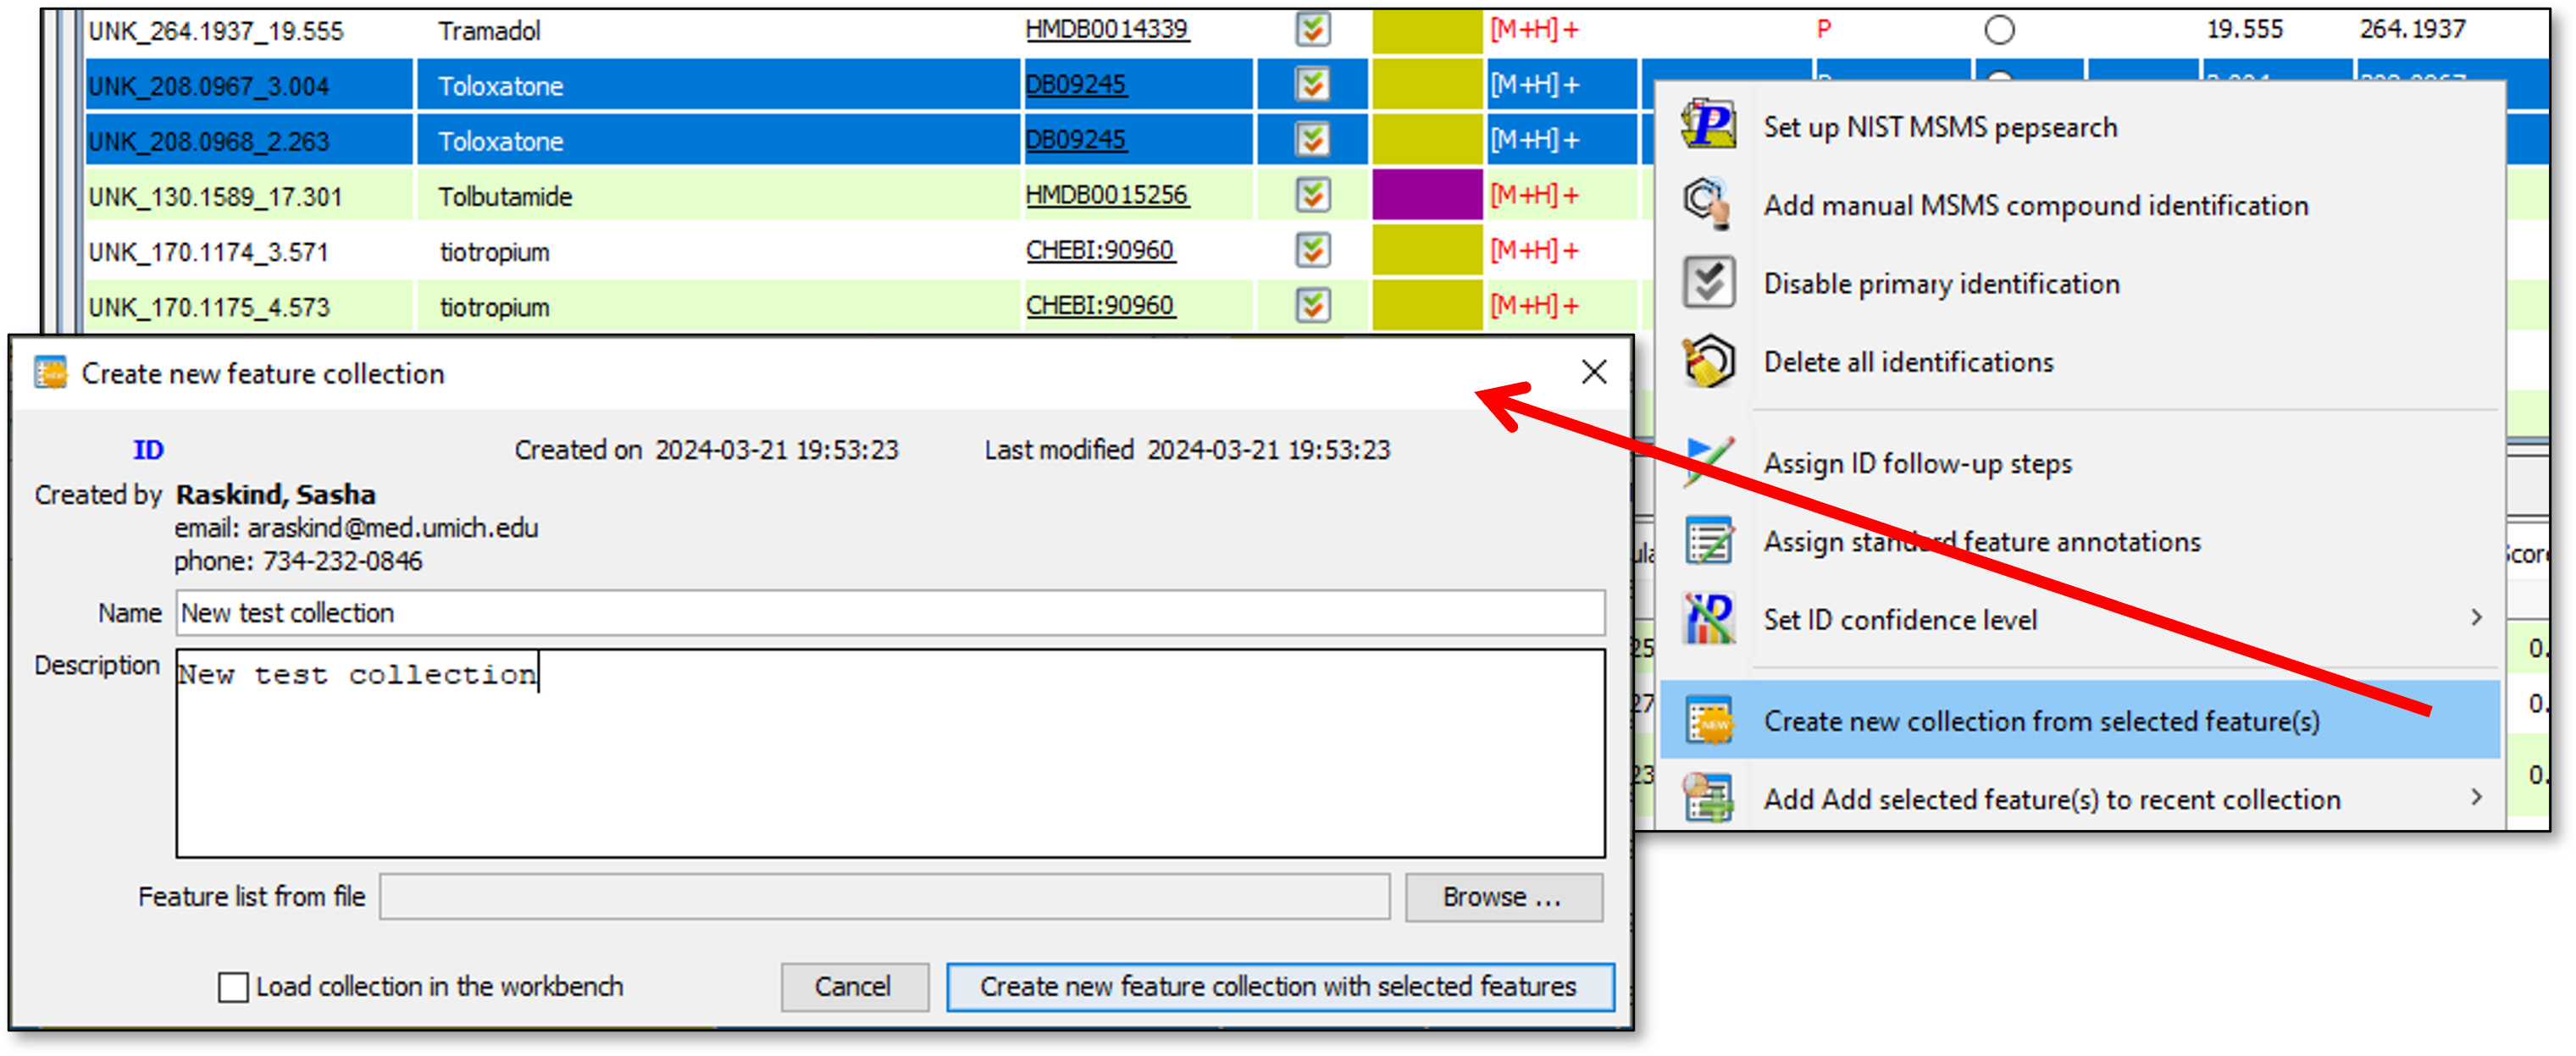 UNK_264.1937_19.555 Tramadol HMDB0014339 [M+H]+ P 19.555 264.1937
UNK_208.0967_3.004 Toloxatone DB09245 [M+H]+
UNK_208.0968_2.263 Toloxatone DB09245 [M+H]+
UNK_130.1589_17.301 Tolbutamide HMDB0015256 [M+H]+
UNK_170.1174_3.571 tiotropium CHEBI:90960 [M+H]+
UNK_170.1175_4.573 tiotropium CHEBI:90960 [M+H]+
Set up NIST MSMS pepsearch
Add manual MSMS compound identification
Disable primary identification
Delete all identifications
Assign ID follow-up steps
Assign standard feature annotations
Set ID confidence level
Create new collection from selected feature(s)
Add Add selected feature(s) to recent collection
Create new feature collection
ID Created on 2024-03-21 19:53:23 Last modified 2024-03-21 19:53:23
Created by Raskind, Sasha
email: araskind@med.umich.edu
phone: 734-232-0846
Name New test collection
Description New test collection
Feature list from file Browse ...
Load collection in the workbench Cancel Create new feature collection with selected features